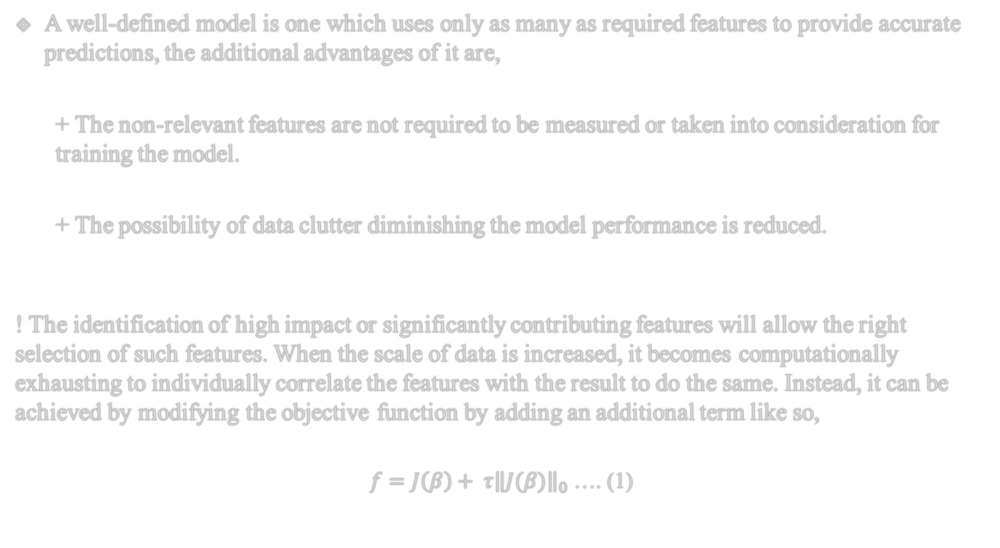 ◈ A well-defined model is one which uses only as many as required features to provide accurate
predictions, the additional advantages of it are,
+ The non-relevant features are not required to be measured or taken into consideration for
training the model.
+ The possibility of data clutter diminishing the model performance is reduced.
! The identification of high impact or significantly contributing features will allow the right
selection of such features. When the scale of data is increased, it becomes computationally
exhausting to individually correlate the features with the result to do the same. Instead, it can be
achieved by modifying the objective function by adding an additional term like so,
f = J(β) + τ‖J(β)‖₀ …. (1)